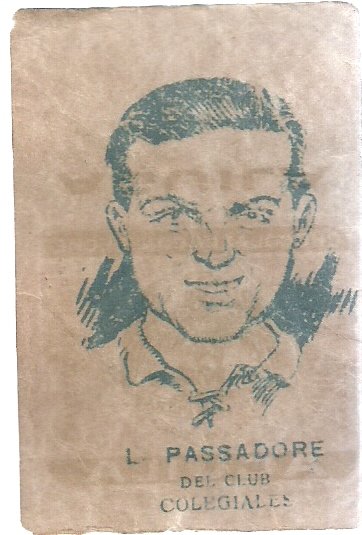 L. PASSADORE
DEL CLUB
COLEGIALES